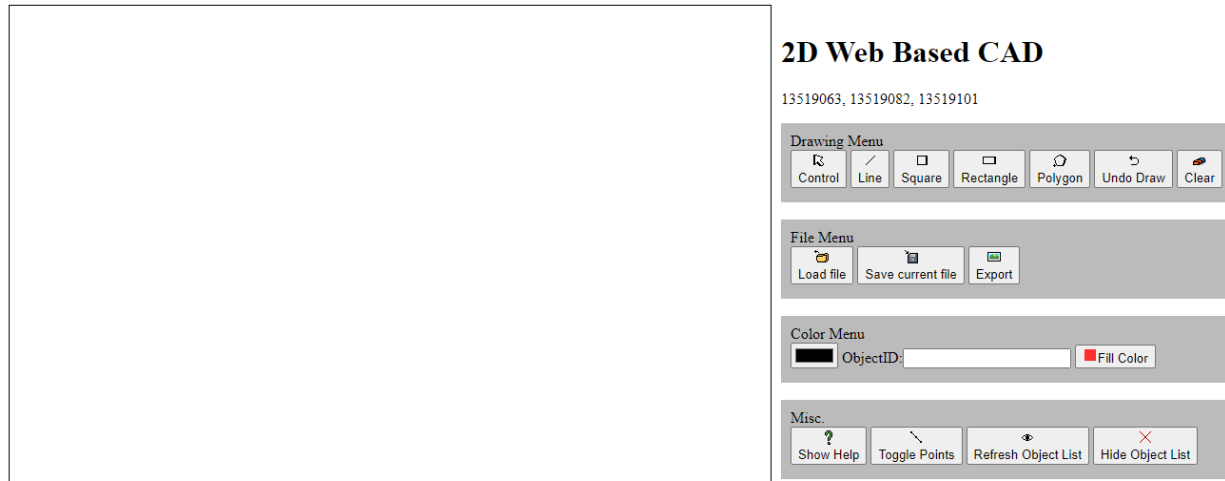 2D Web Based CAD
13519063, 13519082, 13519101
Drawing Menu
Control Line Square Rectangle Polygon Undo Draw Clear
File Menu
Load file Save current file Export
Color Menu
ObjectID: Fill Color
Misc.
Show Help Toggle Points Refresh Object List Hide Object List